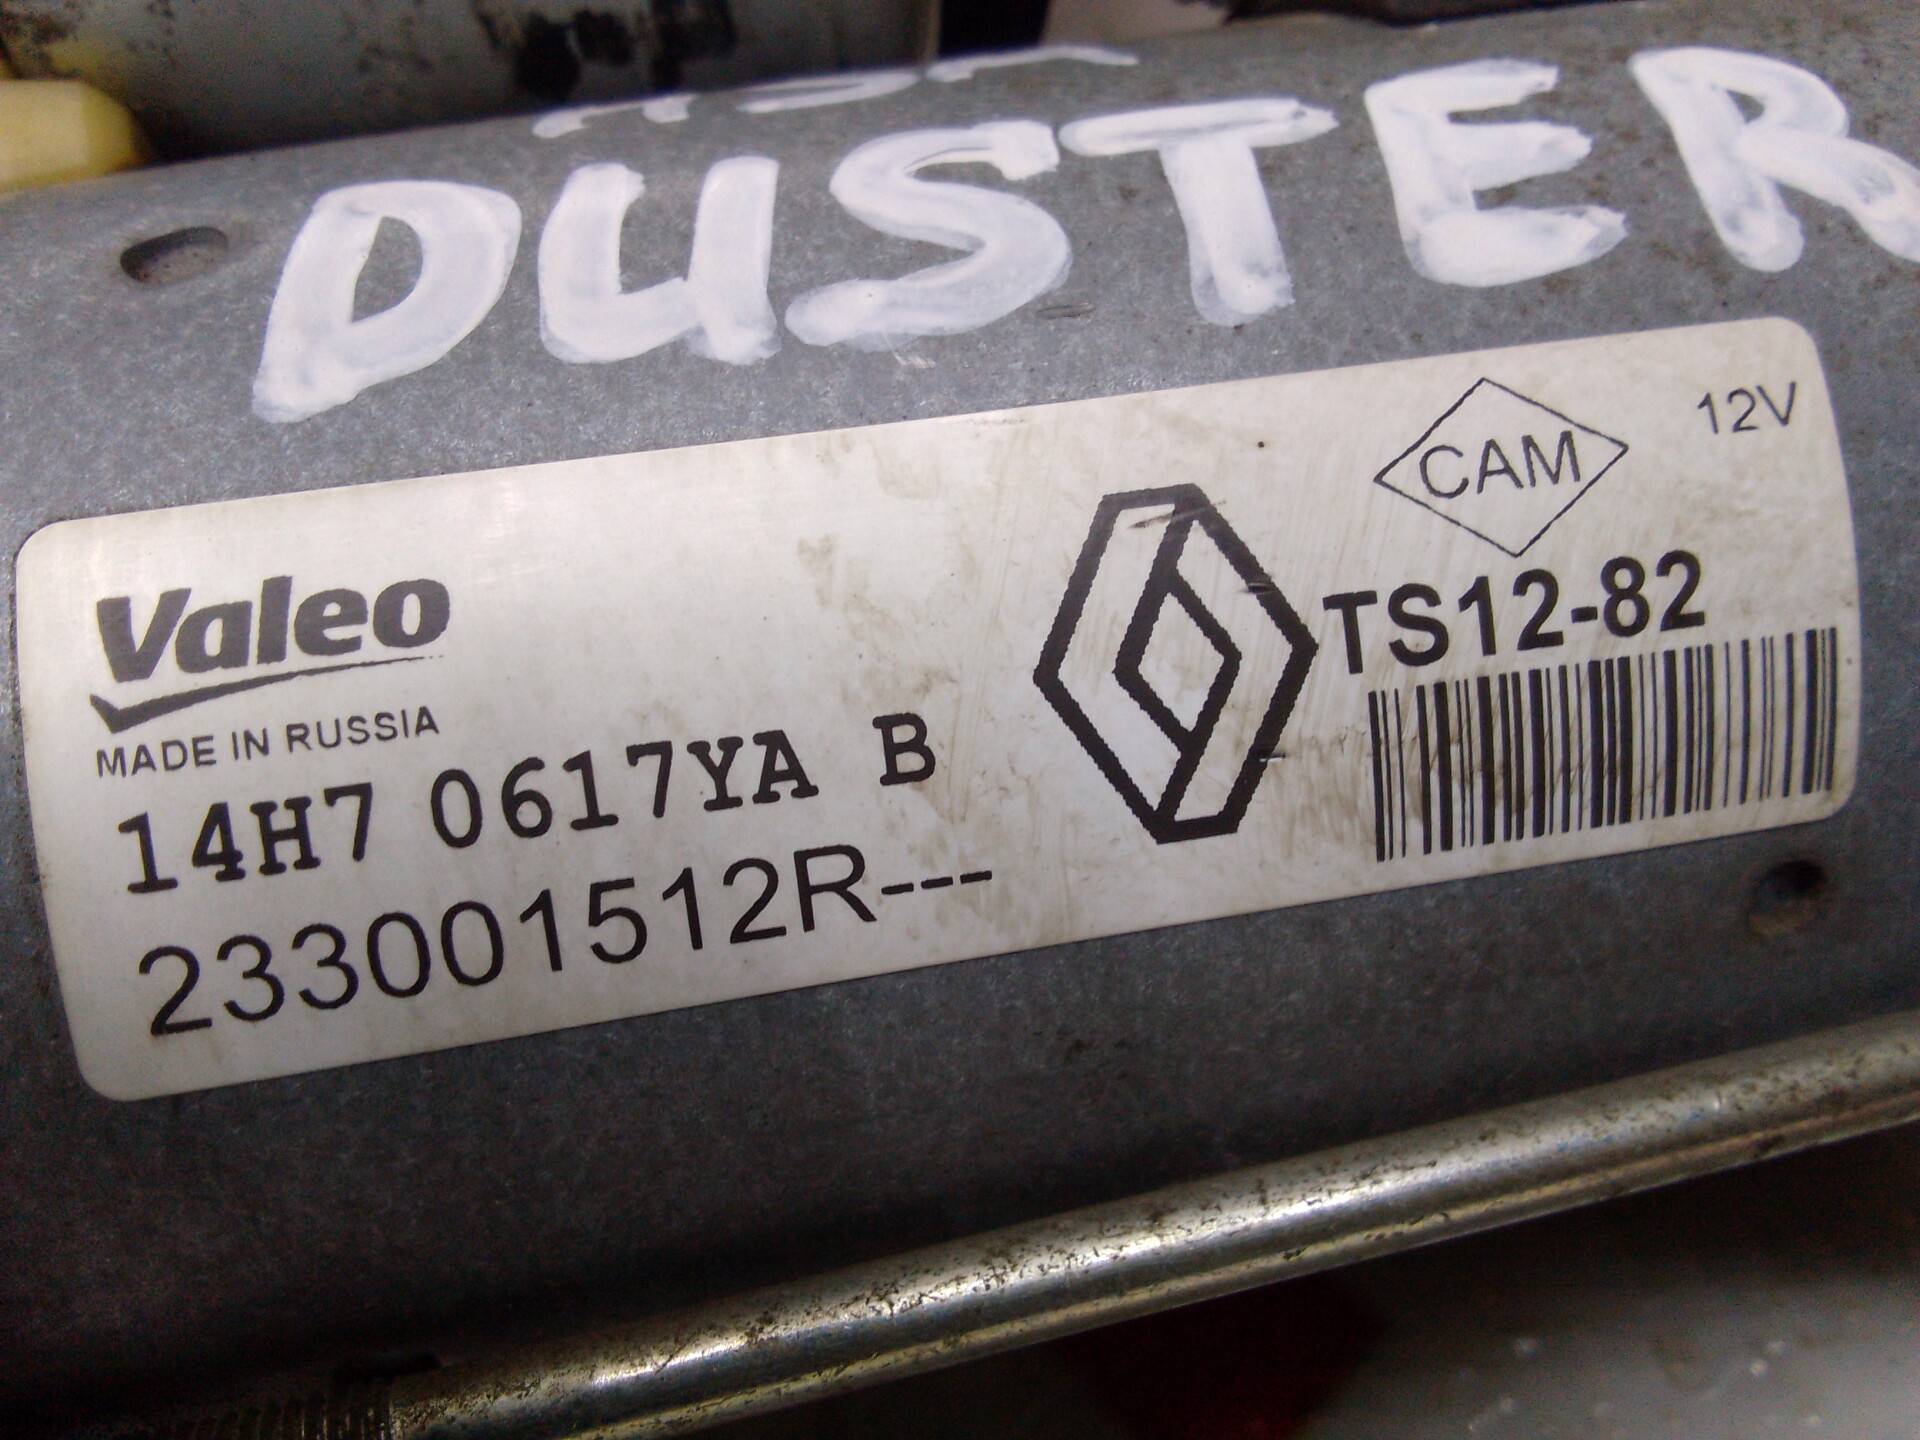 DUSTER
CAM
12V
Valeo
MADE IN RUSSIA
TS12-82
14H7 0617YA B
233001512R---